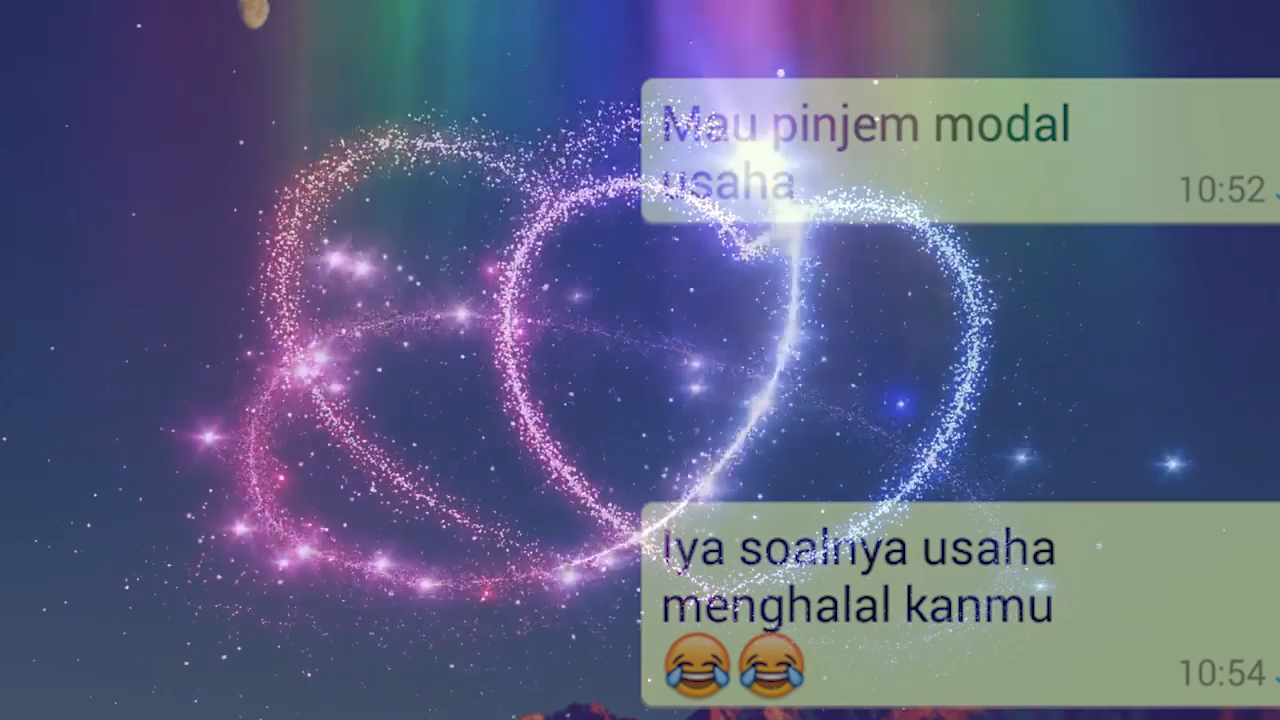 Mau pinjem modal
usaha
10:52
Iya soalnya usaha
menghalal kanmu
😂😂
10:54